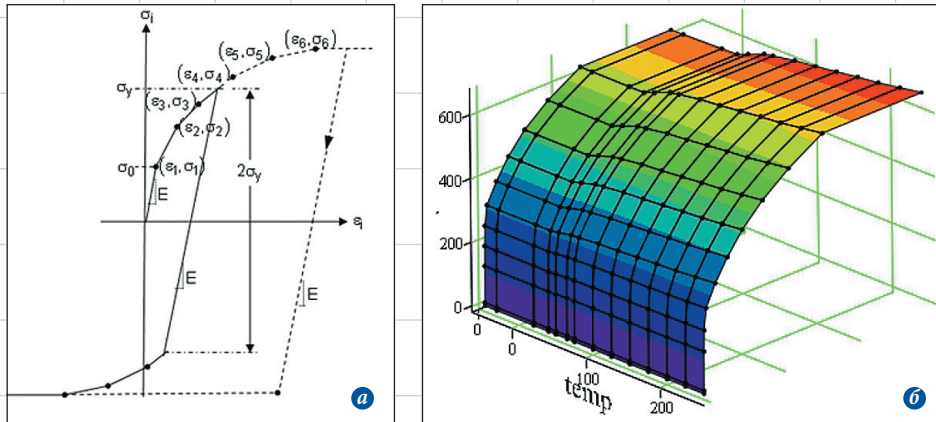 σi
(ε6,σ6)
(ε5,σ5)
(ε4,σ4)
σy
(ε3,σ3)
(ε2,σ2)
σ0
(ε1,σ1)
2σy
E
εi
E
E
а
600
400
200
0
0
0
100
temp
200
б